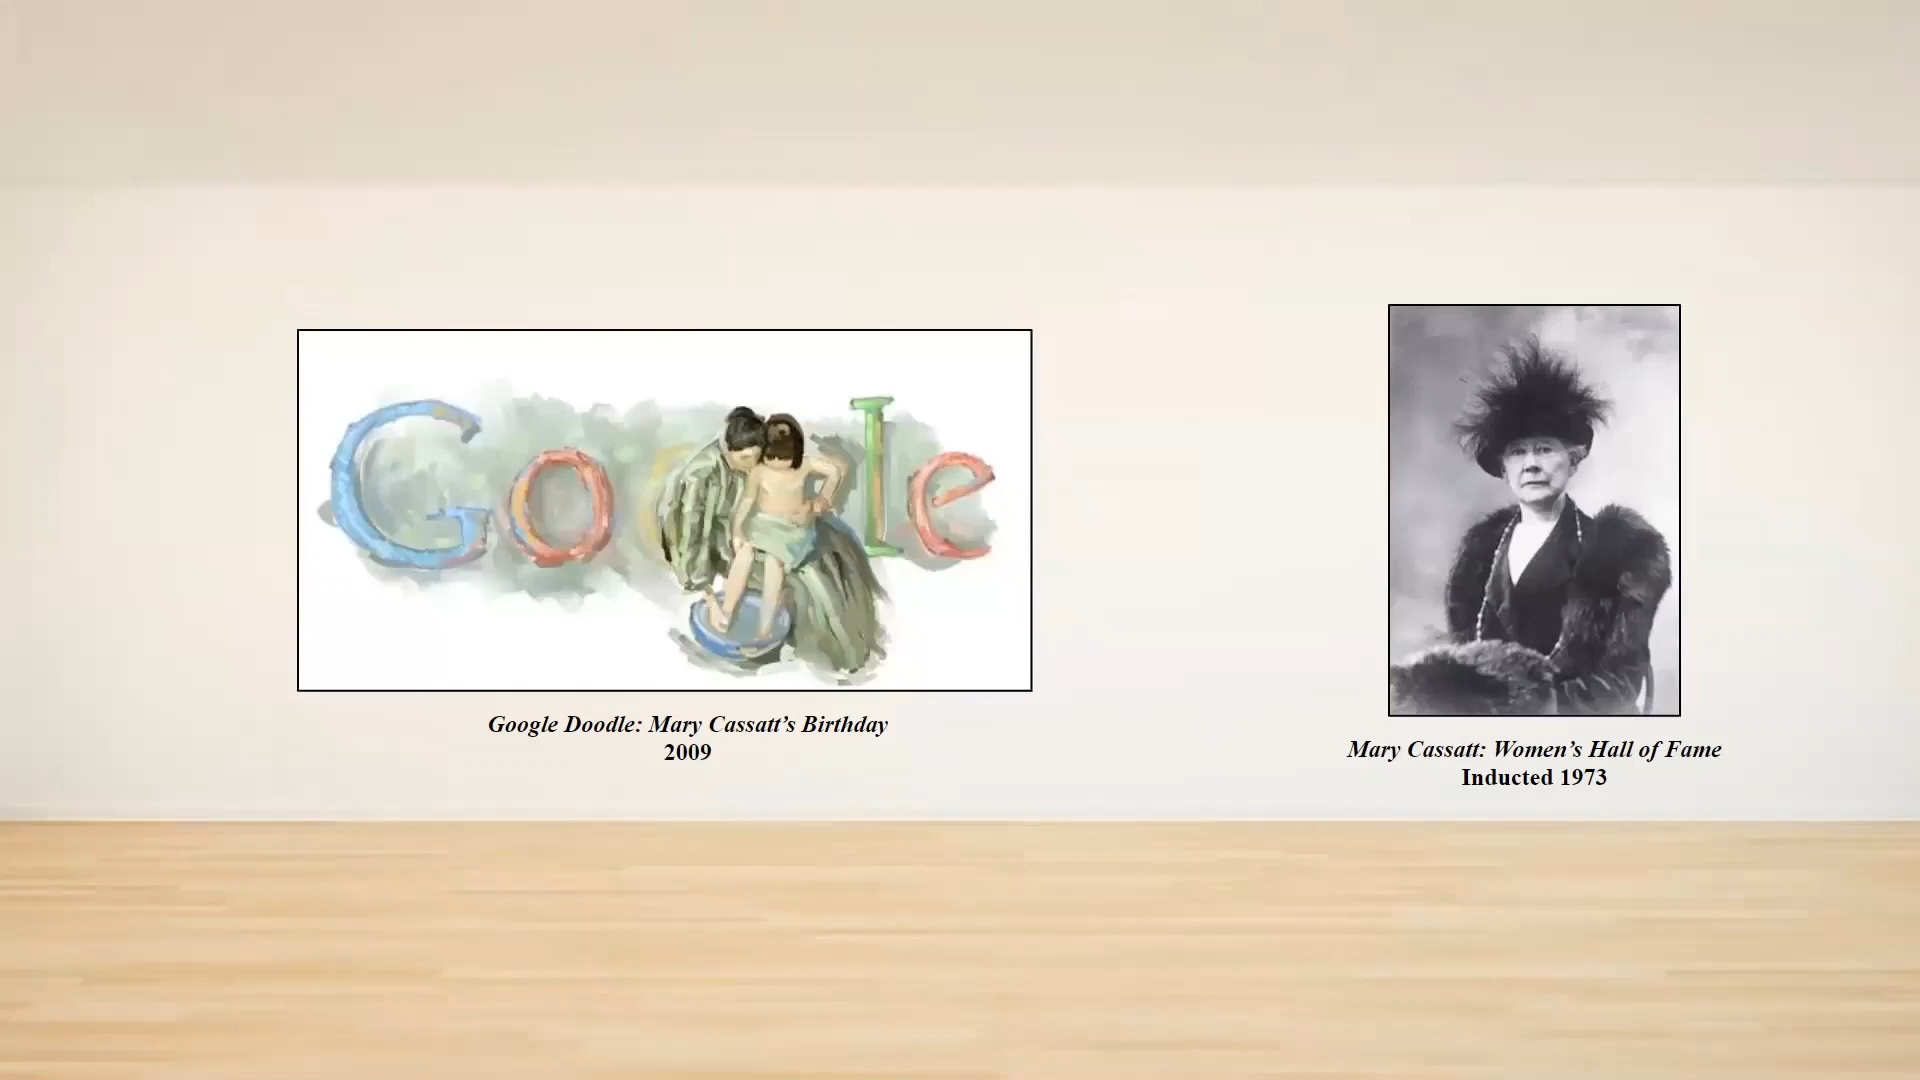 Google
Google Doodle: Mary Cassatt’s Birthday
2009
Mary Cassatt: Women’s Hall of Fame
Inducted 1973